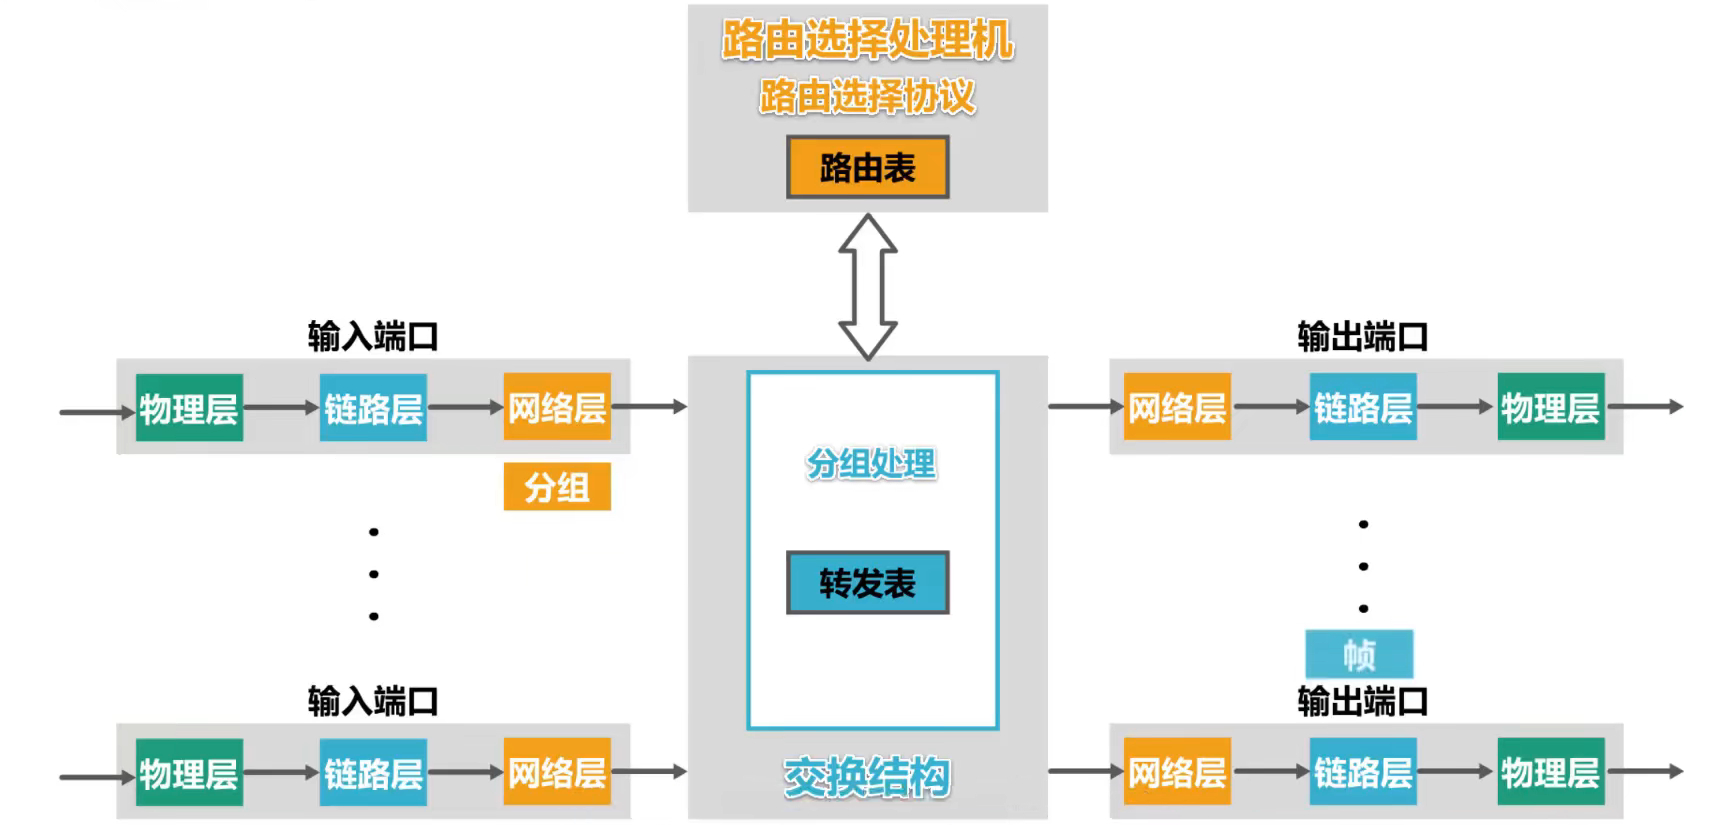 路由选择处理机
路由选择协议
路由表
输入端口
物理层
链路层
网络层
分组
输入端口
物理层
链路层
网络层
分组处理
转发表
交换结构
输出端口
网络层
链路层
物理层
帧
输出端口
网络层
链路层
物理层